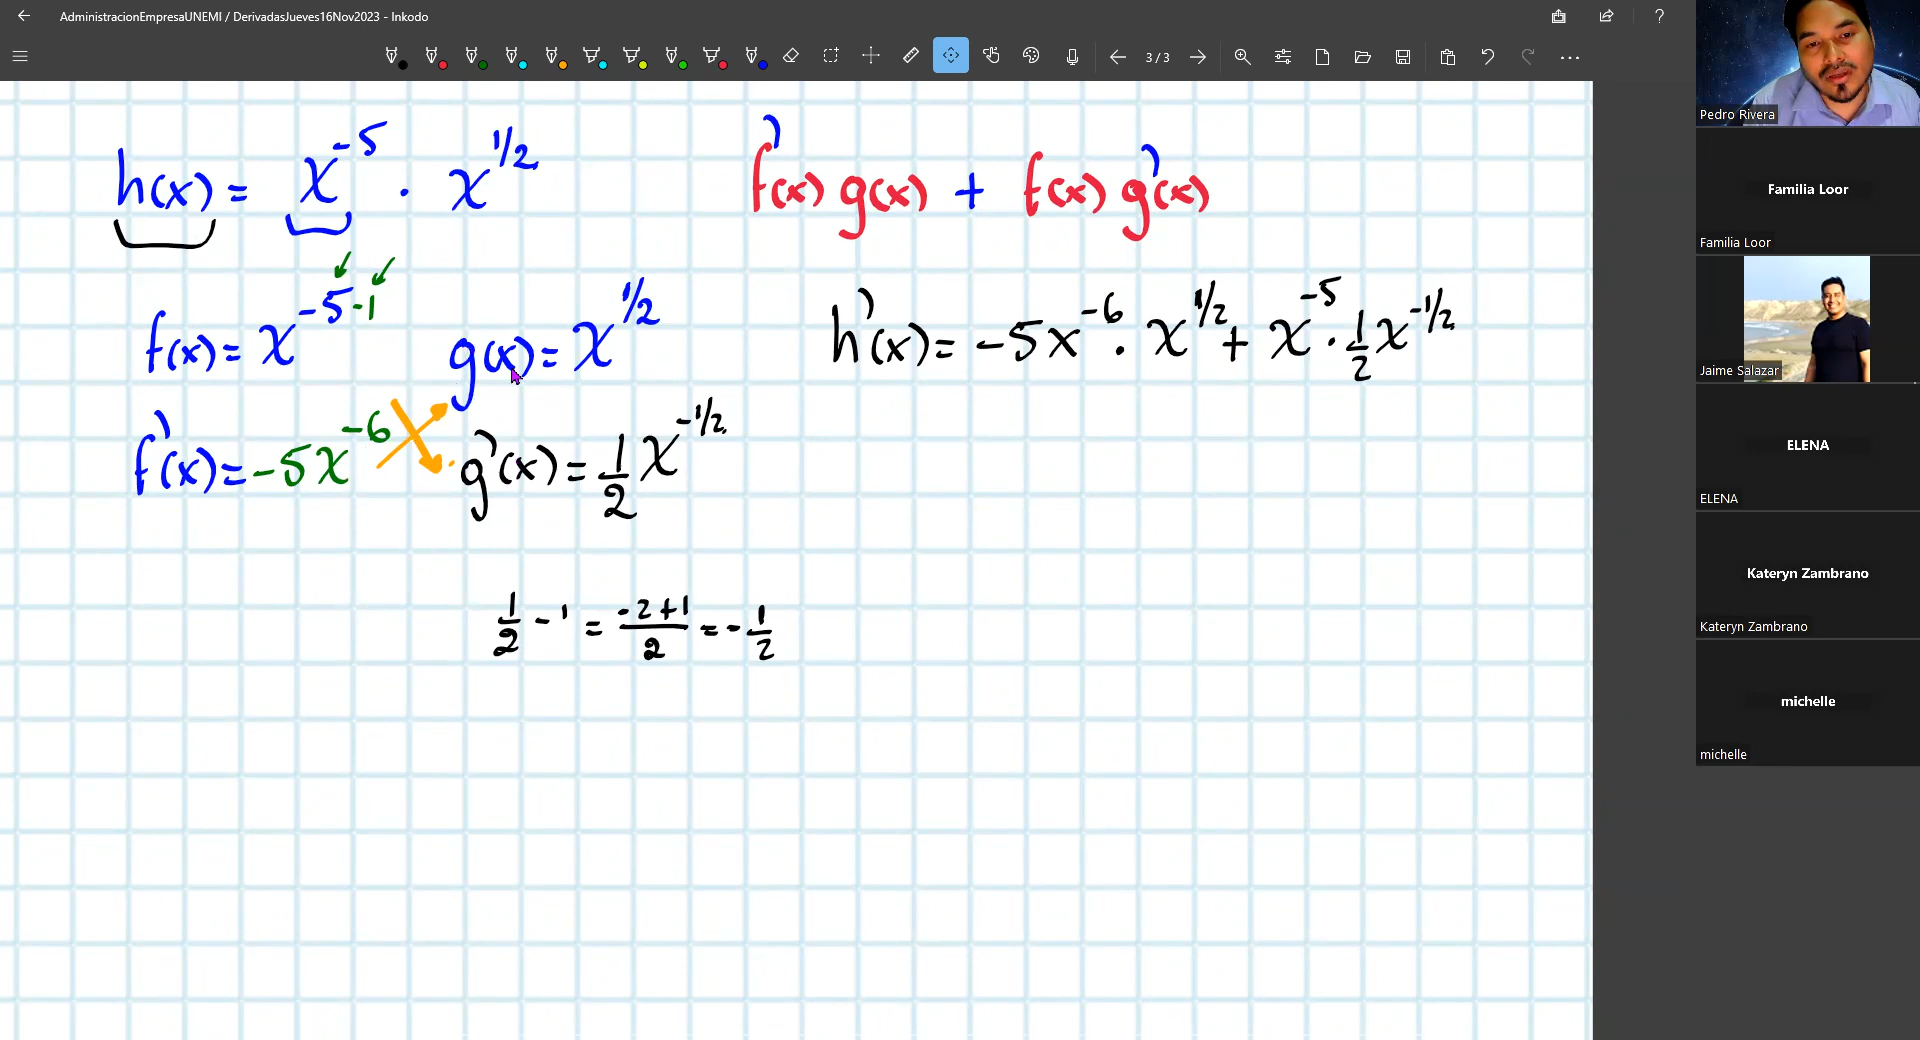 AdministracionEmpresaUNEMI / DerivadasJueves16Nov2023 - Inkodo
3 / 3
?
h(x) = x^-5 · x^1/2
f'(x) g(x) + f(x) g'(x)
f(x) = x^-5-1
g(x) = x^1/2
h'(x) = -5x^-6 · x^1/2 + x^-5 · 1/2 x^-1/2
f'(x) = -5x^-6
g'(x) = 1/2 x^-1/2
1/2 - 1 = -2+1/2 = - 1/2
Pedro Rivera
Familia Loor
Familia Loor
Jaime Salazar
ELENA
ELENA
Kateryn Zambrano
Kateryn Zambrano
michelle
michelle